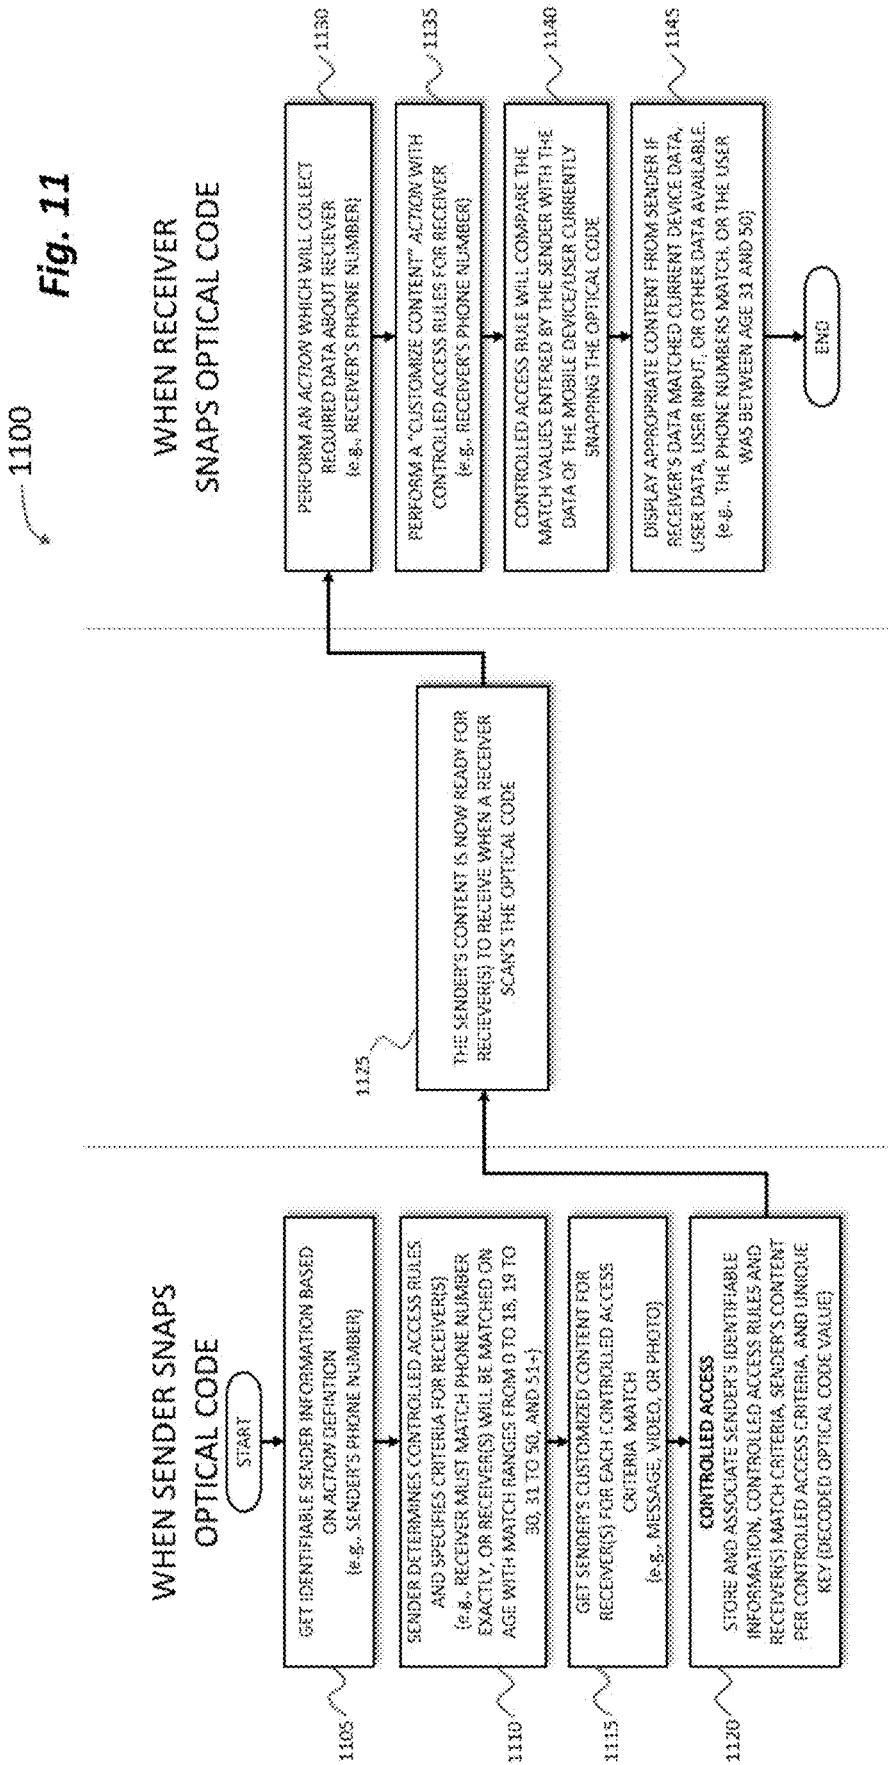 1100
Fig. 11
WHEN SENDER SNAPS
OPTICAL CODE
START
GET IDENTIFIABLE SENDER INFORMATION BASED
ON ACTION DEFINTION
(e.g., SENDER'S PHONE NUMBER)
1105
SENDER DETERMINES CONTROLLED ACCESS RULES
AND SPECIFIES CRITERIA FOR RECEIVER(S)
(e.g., RECEIVER MUST MATCH PHONE NUMBER
EXACTLY, OR RECEIVER(S) WILL BE MATCHED ON
AGE WITH MATCH RANGES FROM 0 TO 18, 19 TO
30, 31 TO 50, AND 51+)
1110
GET SENDER'S CUSTOMIZED CONTENT FOR
RECEIVER(S) FOR EACH CONTROLLED ACCESS
CRITERIA MATCH
(e.g., MESSAGE, VIDEO, OR PHOTO)
1115
CONTROLLED ACCESS
STORE AND ASSOCIATE SENDER'S IDENTIFIABLE
INFORMATION, CONTROLLED ACCESS RULES AND
RECEIVER(S) MATCH CRITERIA, SENDER'S CONTENT
PER CONTROLLED ACCESS CRITERIA, AND UNIQUE
KEY (DECODED OPTICAL CODE VALUE)
1120
1125
THE SENDER'S CONTENT IS NOW READY FOR
RECIEVER(S) TO RECEIVE WHEN A RECEIVER
SCAN'S THE OPTICAL CODE
WHEN RECEIVER
SNAPS OPTICAL CODE
PERFORM AN ACTION WHICH WILL COLLECT
REQUIRED DATA ABOUT RECIEVER
(e.g., RECEIVER'S PHONE NUMBER)
1130
PERFORM A "CUSTOMIZE CONTENT" ACTION WITH
CONTROLLED ACCESS RULES FOR RECEIVER
(e.g., RECEIVER'S PHONE NUMBER)
1135
CONTROLLED ACCESS RULE WILL COMPARE THE
MATCH VALUES ENTERED BY THE SENDER WITH THE
DATA OF THE MOBILE DEVICE/USER CURRENTLY
SNAPPING THE OPTICAL CODE
1140
DISPLAY APPROPRIATE CONTENT FROM SENDER IF
RECEIVER'S DATA MATCHED CURRENT DEVICE DATA,
USER DATA, USER INPUT, OR OTHER DATA AVAILABLE.
(e.g., THE PHONE NUMBERS MATCH, OR THE USER
WAS BETWEEN AGE 31 AND 50)
1145
END